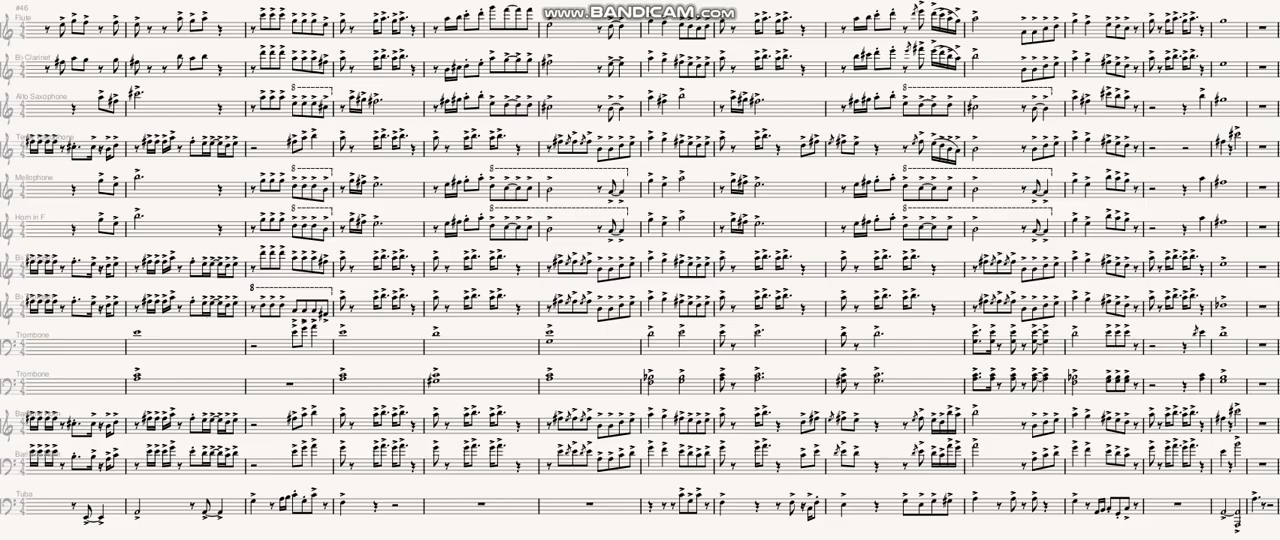 #46
www.BANDICAM.com
Flute
B♭ Clarinet
Alto Saxophone
Mellophone
Horn in F
Trombone
Trombone
Tuba